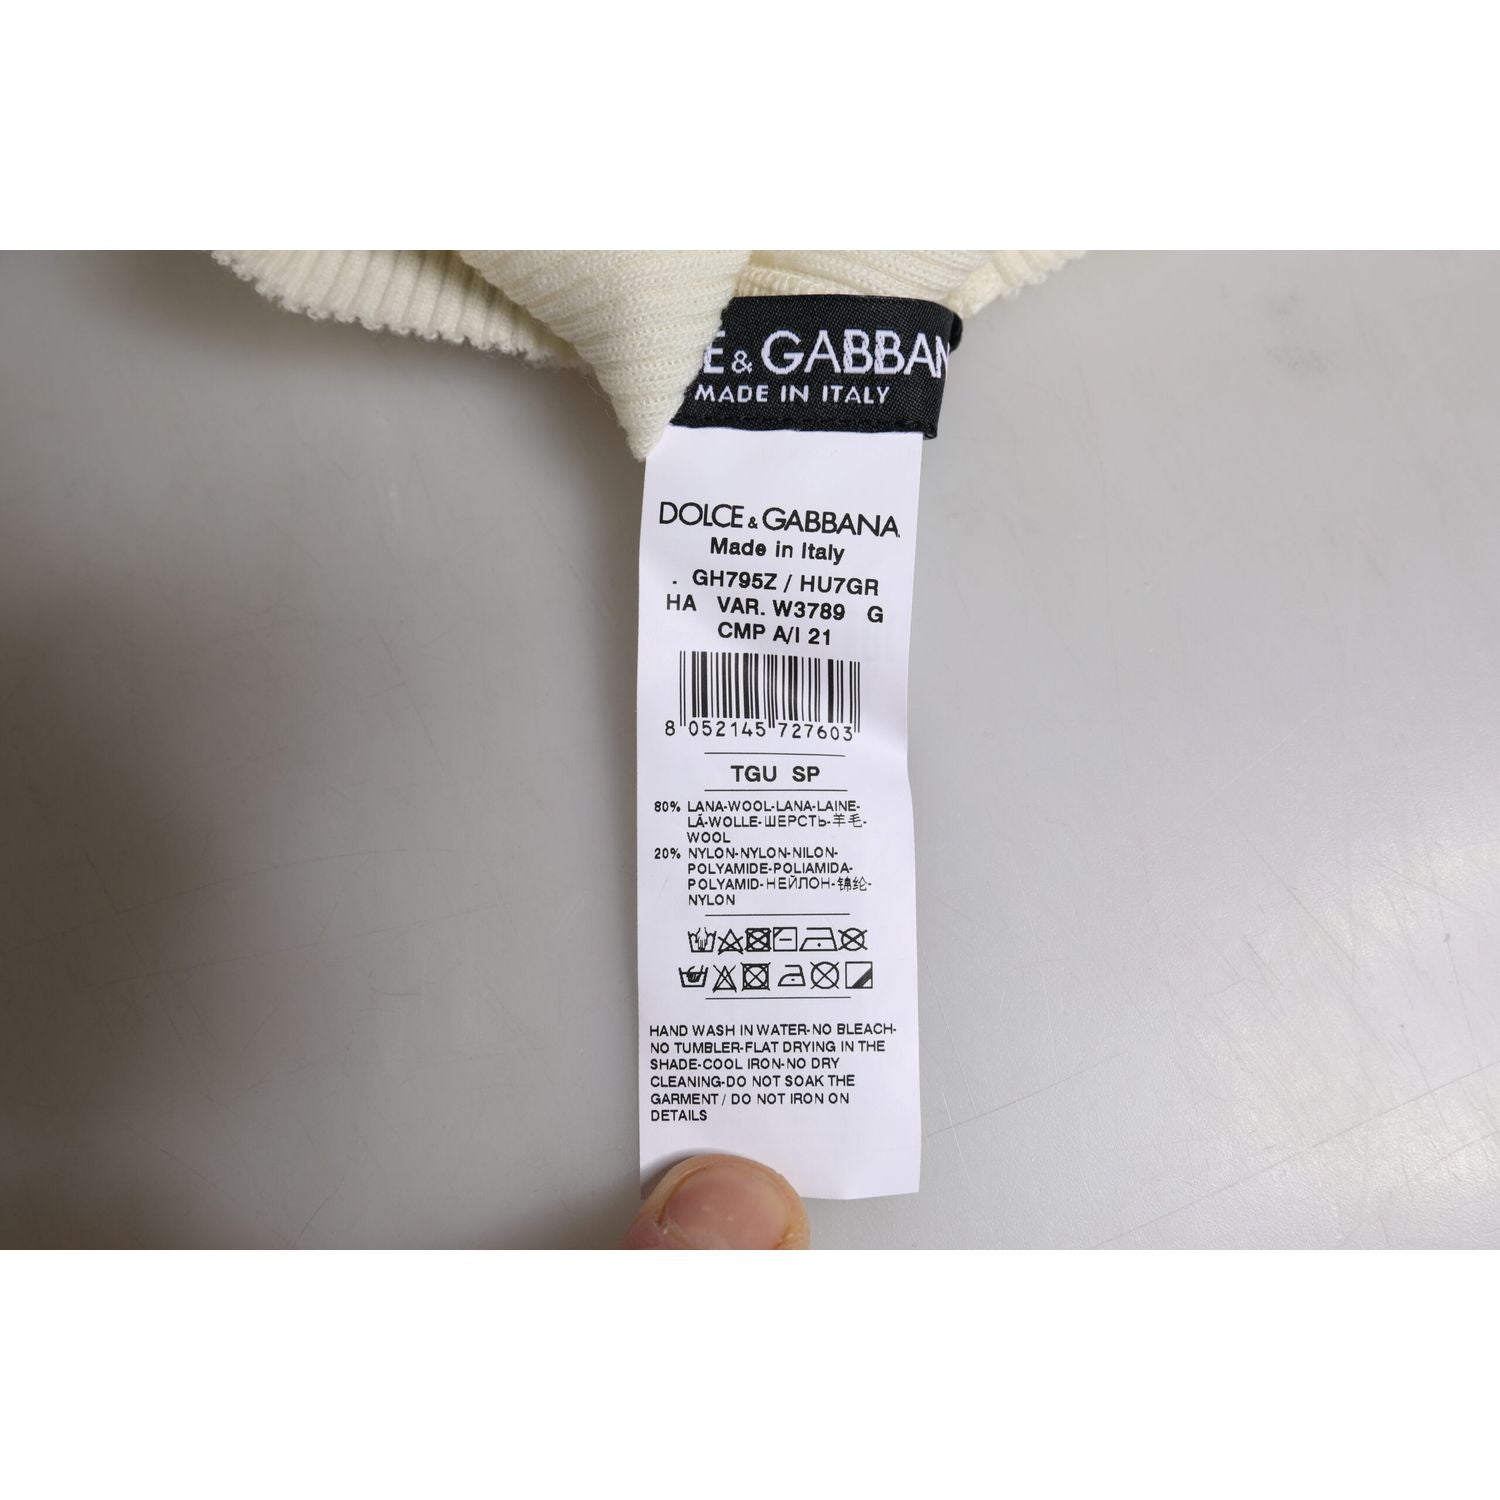 E & GABBAN
MADE IN ITALY
DOLCE & GABBANA
Made in Italy
. GH795Z / HU7GR
HA VAR. W3789 G
CMP A/I 21
8 052145 727603
TGU SP
80% LANA-WOOL-LANA-LAINE-
LÃ-WOLLE-ШЕРСТЬ-羊毛-
WOOL
20% NYLON-NYLON-NILON-
POLYAMIDE-POLIAMIDA-
POLYAMID-НЕЙЛОН-锦纶-
NYLON
HAND WASH IN WATER-NO BLEACH-
NO TUMBLER-FLAT DRYING IN THE
SHADE-COOL IRON-NO DRY
CLEANING-DO NOT SOAK THE
GARMENT / DO NOT IRON ON
DETAILS